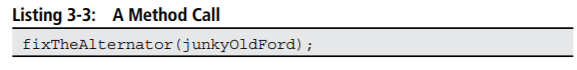 Listing 3-3: A Method Call
fixTheAlternator(junkyOldFord);